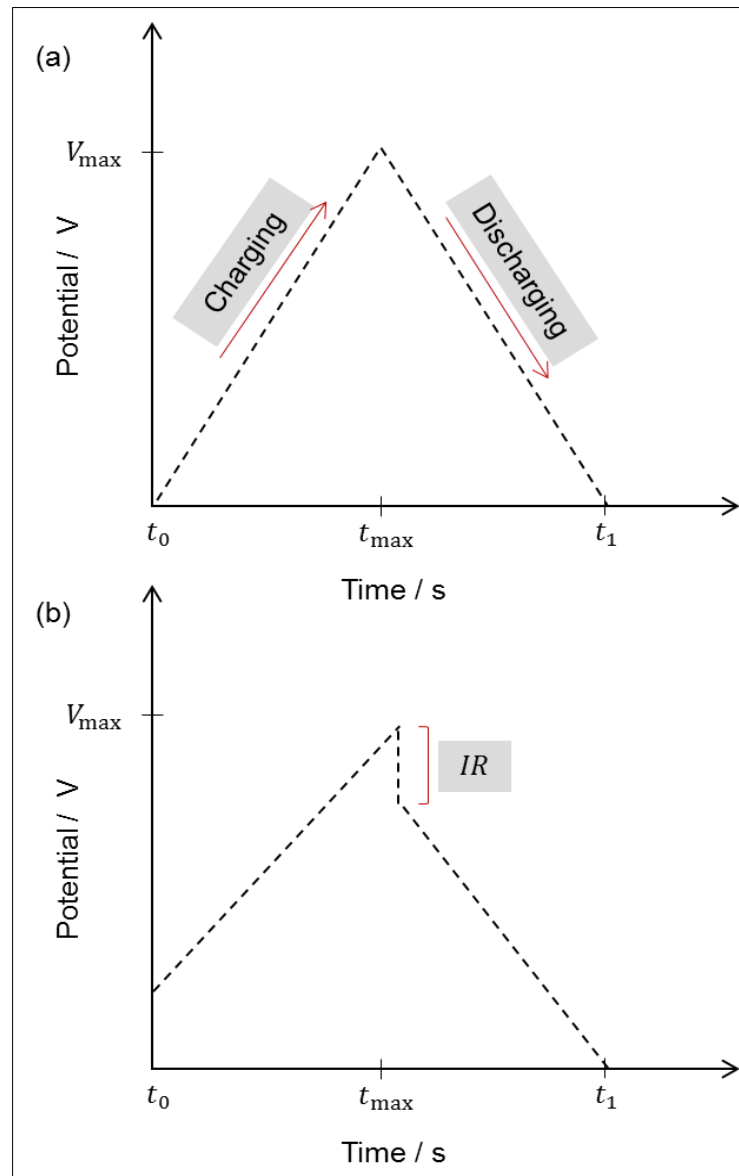 (a)
V_max
Charging
Discharging
Potential / V
t_0
t_max
t_1
Time / s
(b)
V_max
IR
Potential / V
t_0
t_max
t_1
Time / s